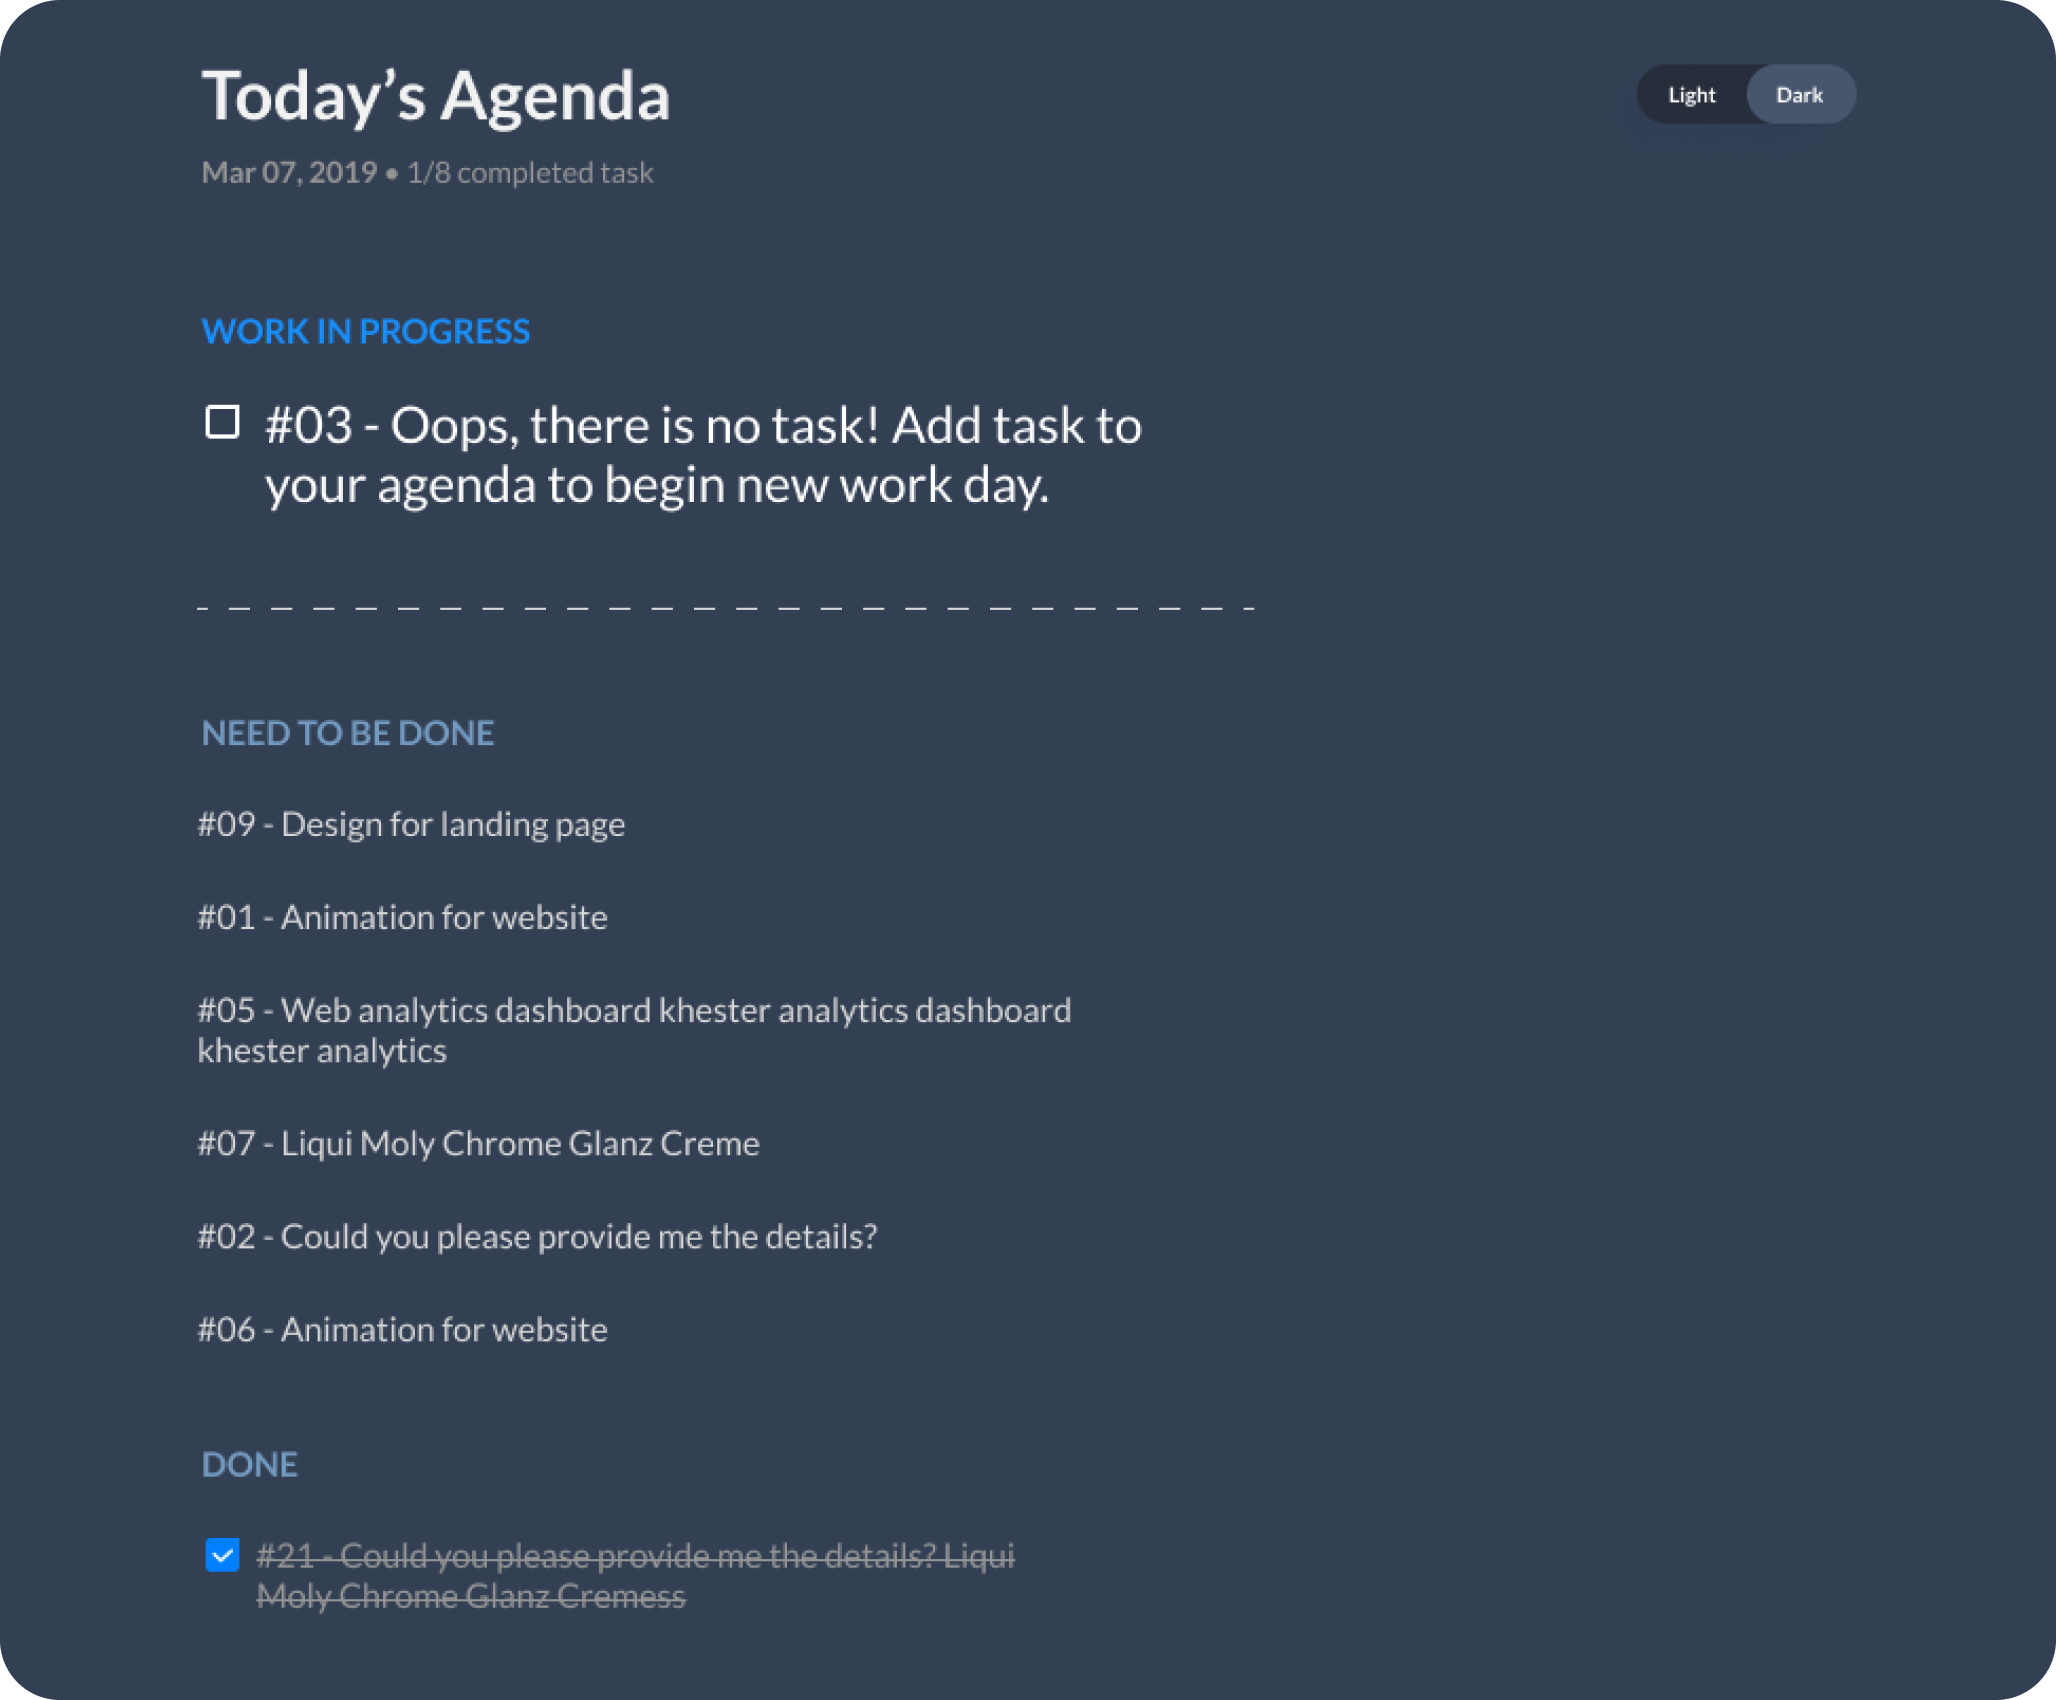 Today’s Agenda
Light
Dark
Mar 07, 2019 • 1/8 completed task
WORK IN PROGRESS
#03 - Oops, there is no task! Add task to
your agenda to begin new work day.
NEED TO BE DONE
#09 - Design for landing page
#01 - Animation for website
#05 - Web analytics dashboard khester analytics dashboard
khester analytics
#07 - Liqui Moly Chrome Glanz Creme
#02 - Could you please provide me the details?
#06 - Animation for website
DONE
#21 - Could you please provide me the details? Liqui
Moly Chrome Glanz Cremess